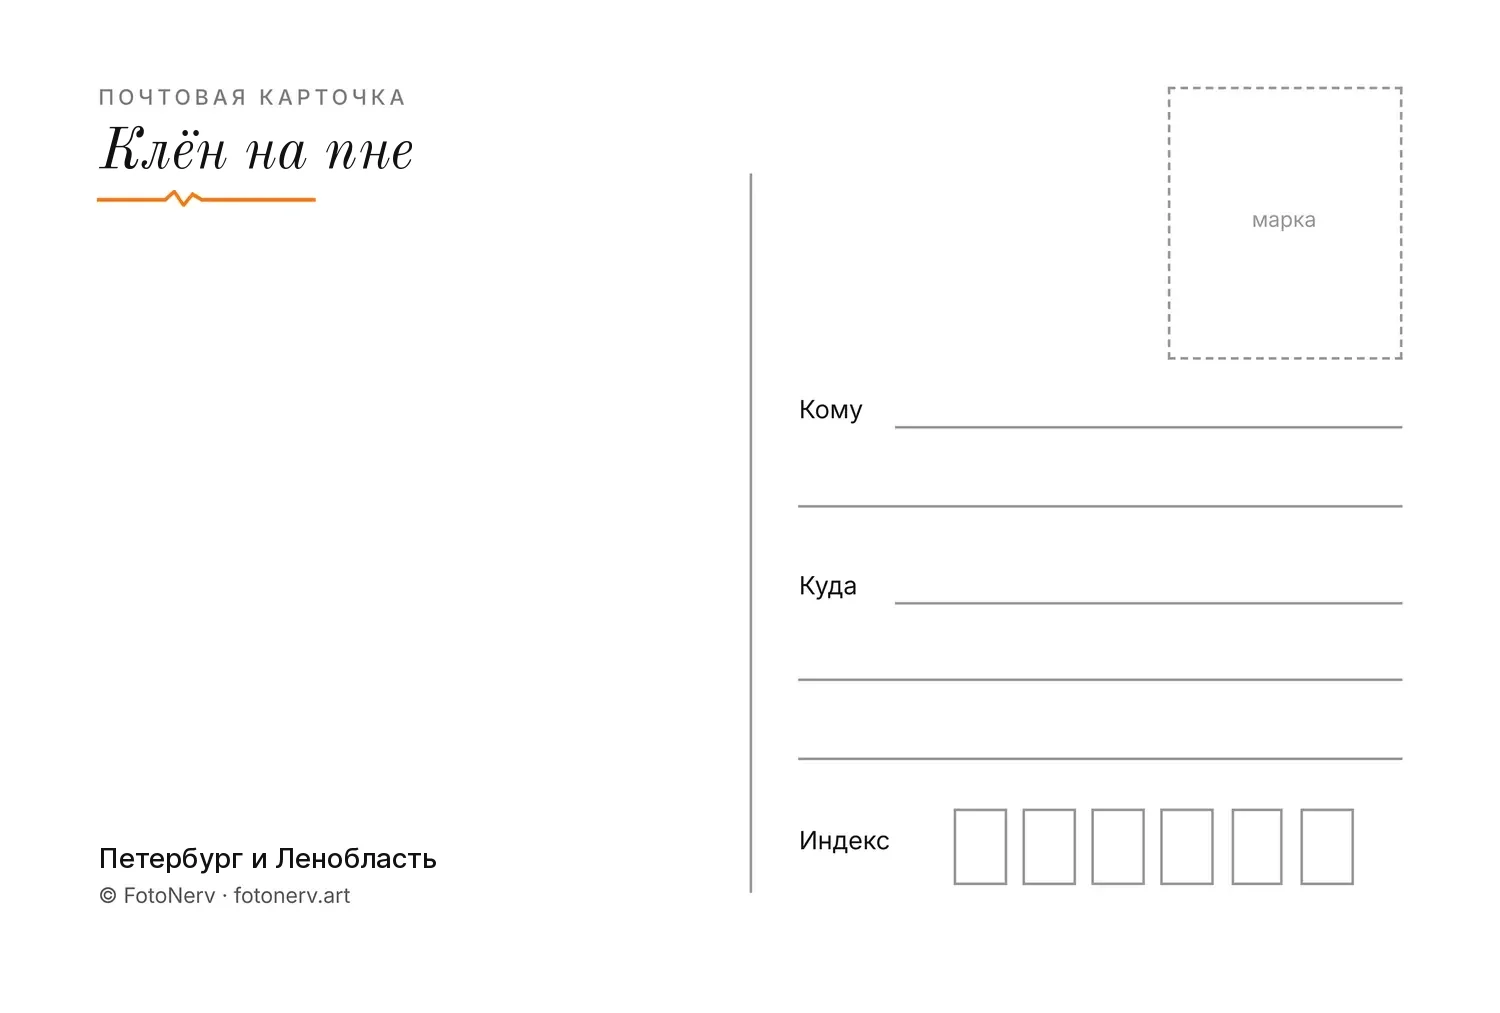 ПОЧТОВАЯ КАРТОЧКА
Клён на пне
марка
Кому
Куда
Индекс
Петербург и Ленобласть
© FotoNerv · fotonerv.art